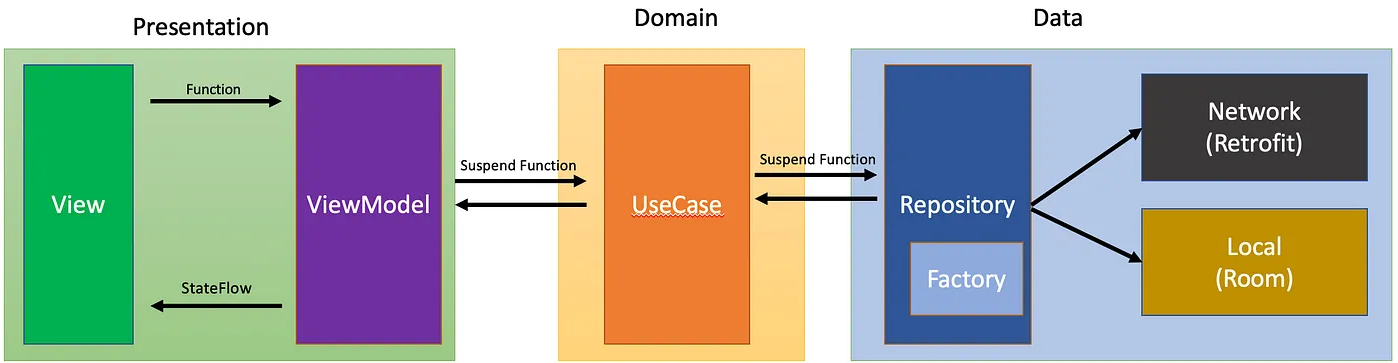 Presentation
Domain
Data
View
Function
StateFlow
ViewModel
Suspend Function
UseCase
Suspend Function
Repository
Factory
Network
(Retrofit)
Local
(Room)